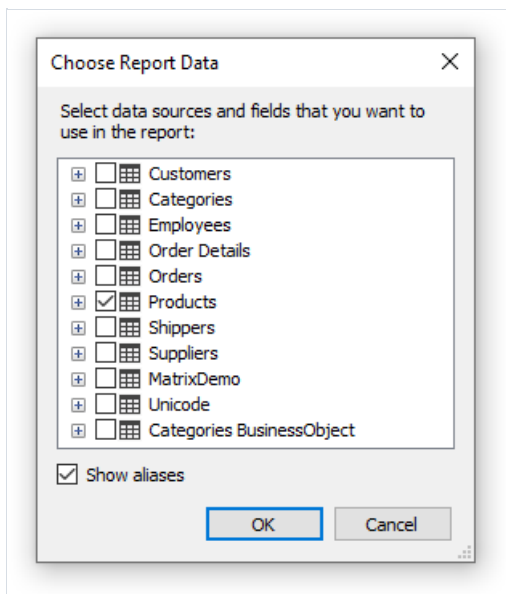 Choose Report Data
Select data sources and fields that you want to
use in the report:
Customers
Categories
Employees
Order Details
Orders
Products
Shippers
Suppliers
MatrixDemo
Unicode
Categories BusinessObject
Show aliases
OK
Cancel